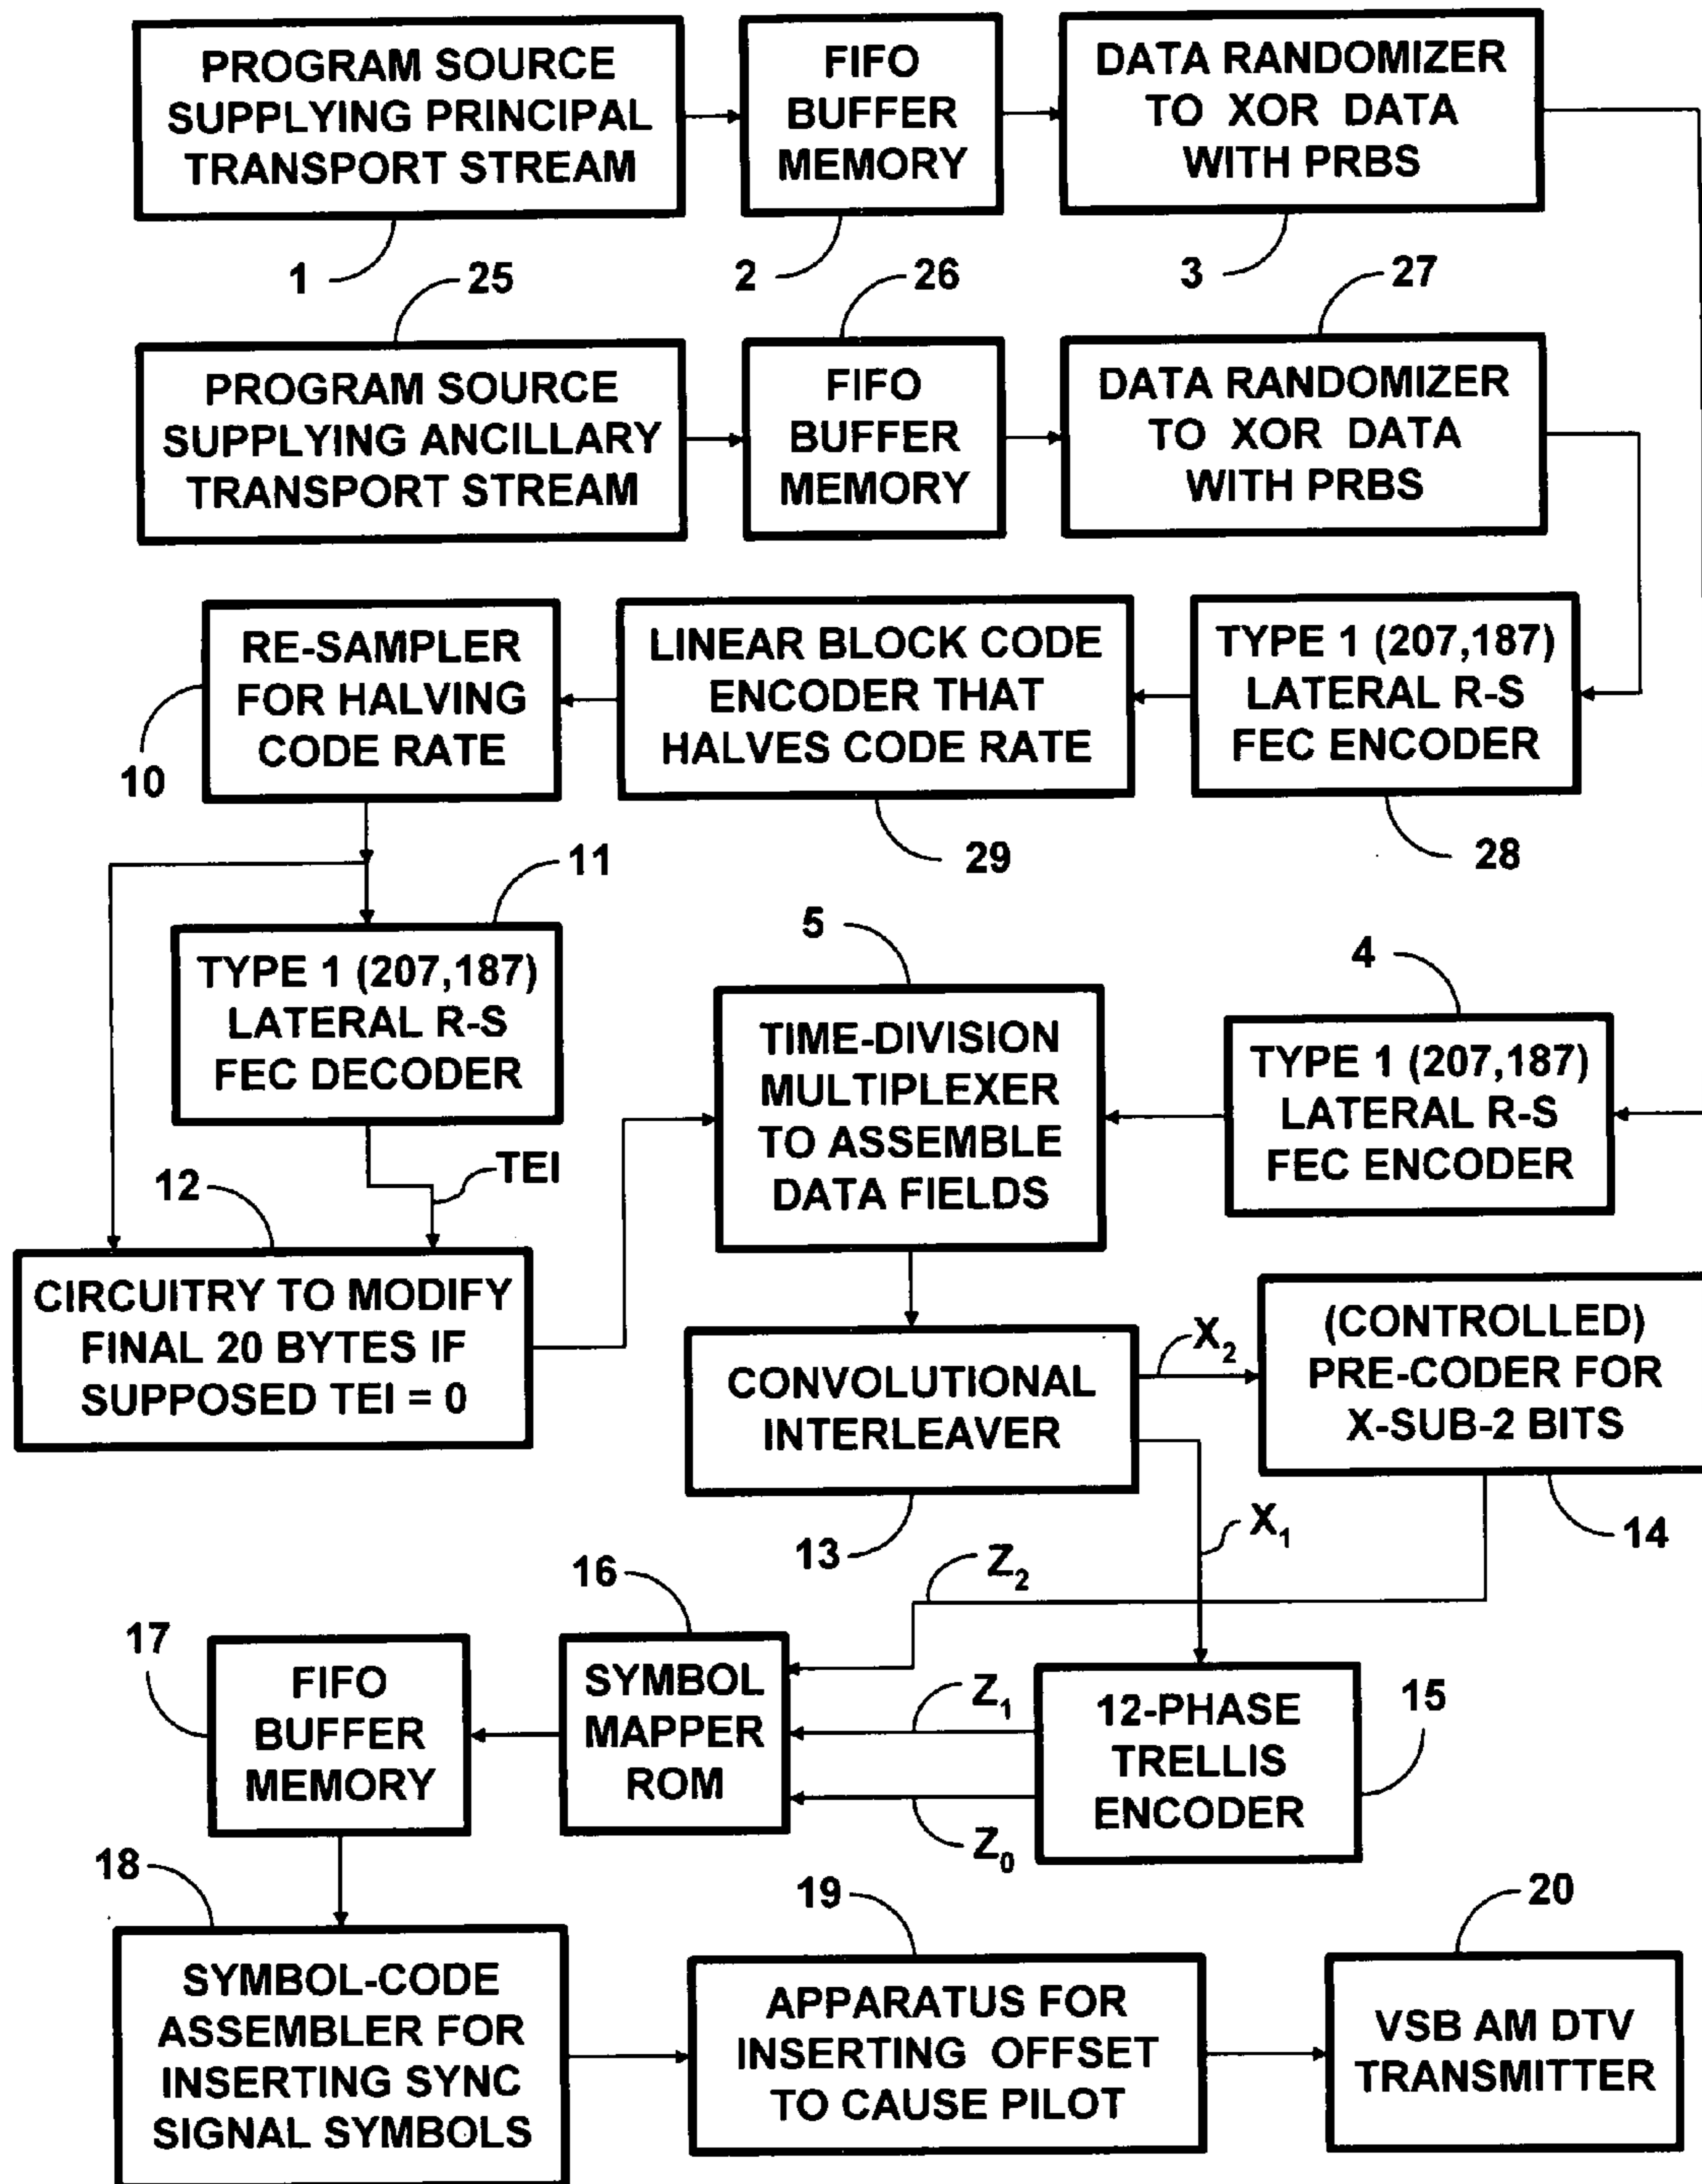 PROGRAM SOURCE
SUPPLYING PRINCIPAL
TRANSPORT STREAM
1
FIFO
BUFFER
MEMORY
2
DATA RANDOMIZER
TO XOR DATA
WITH PRBS
3
25
PROGRAM SOURCE
SUPPLYING ANCILLARY
TRANSPORT STREAM
26
FIFO
BUFFER
MEMORY
27
DATA RANDOMIZER
TO XOR DATA
WITH PRBS
RE-SAMPLER
FOR HALVING
CODE RATE
10
LINEAR BLOCK CODE
ENCODER THAT
HALVES CODE RATE
29
TYPE 1 (207,187)
LATERAL R-S
FEC ENCODER
28
11
TYPE 1 (207,187)
LATERAL R-S
FEC DECODER
TEI
5
TIME-DIVISION
MULTIPLEXER
TO ASSEMBLE
DATA FIELDS
4
TYPE 1 (207,187)
LATERAL R-S
FEC ENCODER
12
CIRCUITRY TO MODIFY
FINAL 20 BYTES IF
SUPPOSED TEI = 0
CONVOLUTIONAL
INTERLEAVER
13
X2
X1
(CONTROLLED)
PRE-CODER FOR
X-SUB-2 BITS
14
Z2
16
17
FIFO
BUFFER
MEMORY
SYMBOL
MAPPER
ROM
Z1
Z0
12-PHASE
TRELLIS
ENCODER
15
18
SYMBOL-CODE
ASSEMBLER FOR
INSERTING SYNC
SIGNAL SYMBOLS
19
APPARATUS FOR
INSERTING OFFSET
TO CAUSE PILOT
20
VSB AM DTV
TRANSMITTER